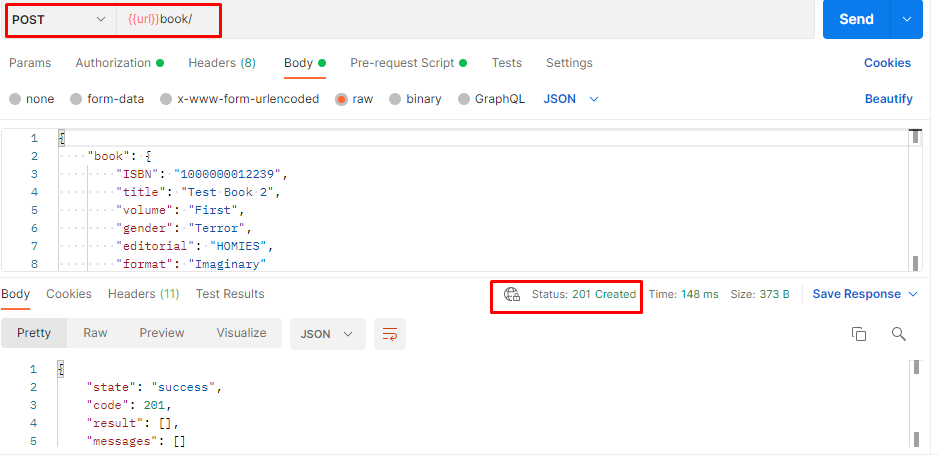 POST {{url}}book/ Send
Params Authorization Headers (8) Body Pre-request Script Tests Settings Cookies
none form-data x-www-form-urlencoded raw binary GraphQL JSON Beautify
1 {
2 "book": {
3 "ISBN": "1000000012239",
4 "title": "Test Book 2",
5 "volume": "First",
6 "gender": "Terror",
7 "editorial": "HOMIES",
8 "format": "Imaginary"
Body Cookies Headers (11) Test Results Status: 201 Created Time: 148 ms Size: 373 B Save Response
Pretty Raw Preview Visualize JSON
1 {
2 "state": "success",
3 "code": 201,
4 "result": [],
5 "messages": []